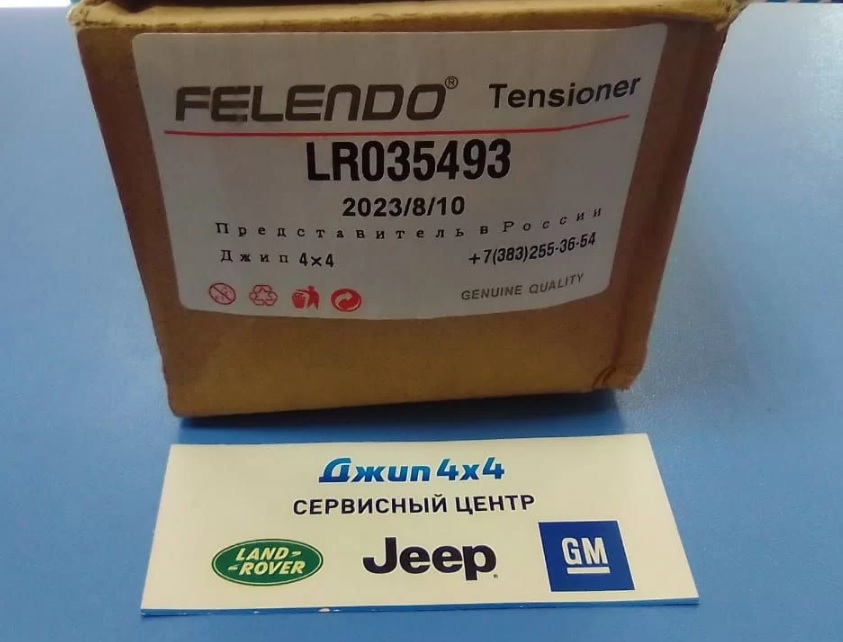 FELENDO® Tensioner
LR035493
2023/8/10
Представитель в России
Джип 4×4 +7(383)255-36-54
GENUINE QUALITY
Джип 4x4
СЕРВИСНЫЙ ЦЕНТР
LAND-
-ROVER
Jeep
GM